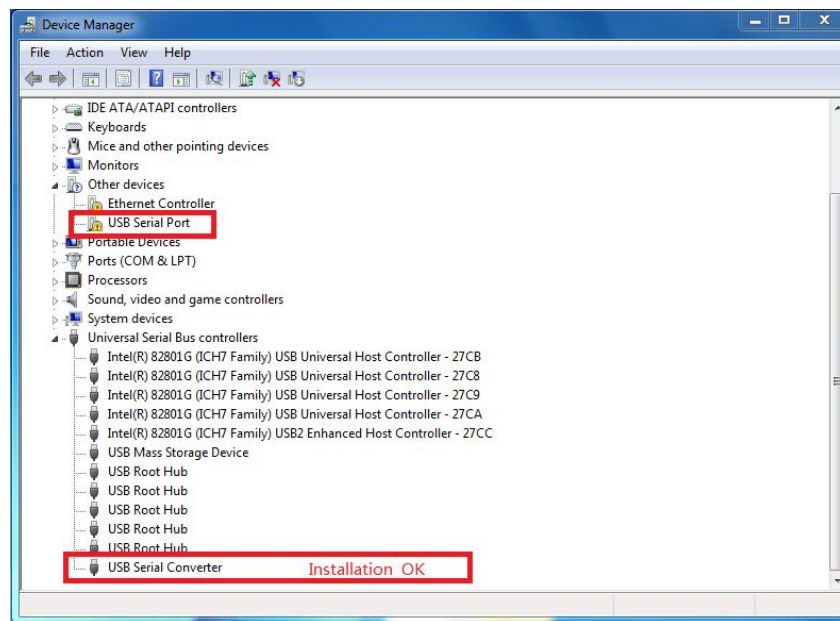 Device Manager
File Action View Help
IDE ATA/ATAPI controllers
Keyboards
Mice and other pointing devices
Monitors
Other devices
Ethernet Controller
USB Serial Port
Portable Devices
Ports (COM & LPT)
Processors
Sound, video and game controllers
System devices
Universal Serial Bus controllers
Intel(R) 82801G (ICH7 Family) USB Universal Host Controller - 27CB
Intel(R) 82801G (ICH7 Family) USB Universal Host Controller - 27C8
Intel(R) 82801G (ICH7 Family) USB Universal Host Controller - 27C9
Intel(R) 82801G (ICH7 Family) USB Universal Host Controller - 27CA
Intel(R) 82801G (ICH7 Family) USB2 Enhanced Host Controller - 27CC
USB Mass Storage Device
USB Root Hub
USB Root Hub
USB Root Hub
USB Root Hub
USB Root Hub
USB Serial Converter Installation OK